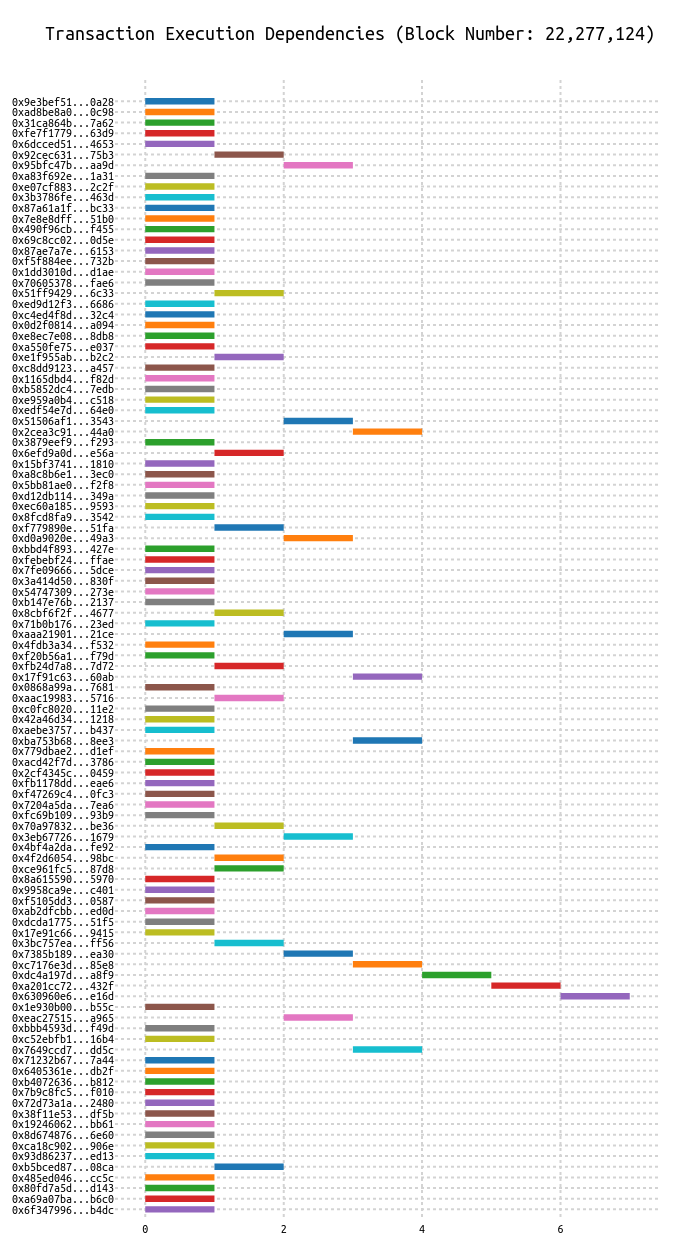 Transaction Execution Dependencies (Block Number: 22,277,124)
0x9e3bef51...0a28
0xad8be8a0...0c98
0x31ca864b...7a62
0xfe7f1779...63d9
0x6dcced51...4653
0x92cec631...75b3
0x95bfc47b...aa9d
0xa83f692e...1a31
0xe07cf883...2c2f
0x3b3786fe...463d
0x87a61a1f...bc33
0x7e8e8dff...51b0
0x490f96cb...f455
0x69c8cc02...0d5e
0x87ae7a7e...6153
0xf5f884ee...732b
0x1dd3010d...d1ae
0x70605378...fae6
0x51ff9429...6c33
0xed9d12f3...6686
0xc4ed4f8d...32c4
0x0d2f0814...a094
0xe8ec7e08...8db8
0xa550fe75...e037
0xe1f955ab...b2c2
0xc8dd9123...a457
0x1165dbd4...f82d
0xb5852dc4...7edb
0xe959a0b4...c518
0xedf54e7d...64e0
0x51506af1...3543
0x2cea3c91...44a0
0x3879eef9...f293
0x6efd9a0d...e56a
0x15bf3741...1810
0xa8c8b6e1...3ec0
0x5bb81ae0...f2f8
0xd12db114...349a
0xec60a185...9593
0x8fcd8fa9...3542
0xf779890e...51fa
0xd0a9020e...49a3
0xbbd4f893...427e
0xfebebf24...ffae
0x7fe09666...5dce
0x3a414d50...830f
0x54747309...273e
0xb147e76b...2137
0x8cbf6f2f...4677
0x71b0b176...23ed
0xaaa21901...21ce
0x4fdb3a34...f532
0xf20b56a1...f79d
0xfb24d7a8...7d72
0x17f91c63...60ab
0x0868a99a...7681
0xaac19983...5716
0xc0fc8020...11e2
0x42a46d34...1218
0xaebe3757...b437
0xba753b68...8ee3
0x779dbae2...d1ef
0xacd42f7d...3786
0x2cf4345c...0459
0xfb1178dd...eae6
0xf47269c4...0fc3
0x7204a5da...7ea6
0xfc69b109...93b9
0x70a97832...be36
0x3eb67726...1679
0x4bf4a2da...fe92
0x4f2d6054...98bc
0xce961fc5...87d8
0x8a615590...5970
0x9958ca9e...c401
0xf5105dd3...0587
0xab2dfcbb...ed0d
0xdcda1775...51f5
0x17e91c66...9415
0x3bc757ea...ff56
0x7385b189...ea30
0xc7176e3d...85e8
0xdc4a197d...a8f9
0xa201cc72...432f
0x630960e6...e16d
0x1e930b00...b55c
0xeac27515...a965
0xbbb4593d...f49d
0xc52ebfb1...16b4
0x7649ccd7...dd5c
0x71232b67...7a44
0x6405361e...db2f
0xb4072636...b812
0x7b9c8fc5...f010
0x72d73a1a...2480
0x38f11e53...df5b
0x19246062...bb61
0x8d674876...6e60
0xca18c902...906e
0x93d86237...ed13
0xb5bced87...08ca
0x485ed046...cc5c
0x80fd7a5d...d143
0xa69a07ba...b6c0
0x6f347996...b4dc
0 2 4 6